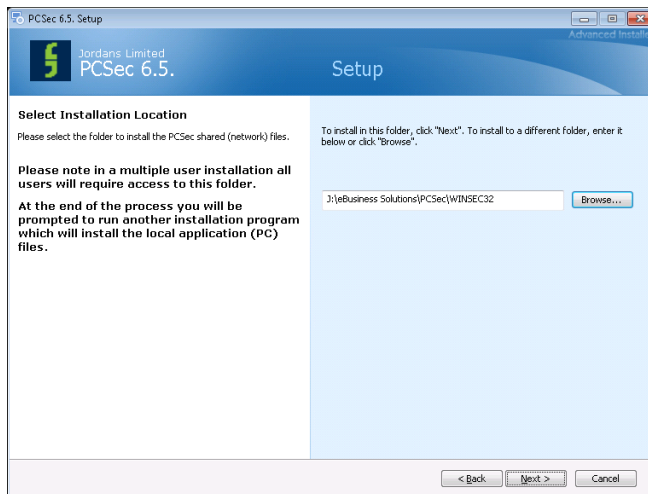 PCSec 6.5. Setup
Advanced Installe
Jordans Limited
PCSec 6.5.
Setup
Select Installation Location
Please select the folder to install the PCSec shared (network) files.
Please note in a multiple user installation all
users will require access to this folder.
At the end of the process you will be
prompted to run another installation program
which will install the local application (PC)
files.
To install in this folder, click "Next". To install to a different folder, enter it
below or click "Browse".
J:\eBusiness Solutions\PCSec\WINSEC32
Browse...
< Back
Next >
Cancel